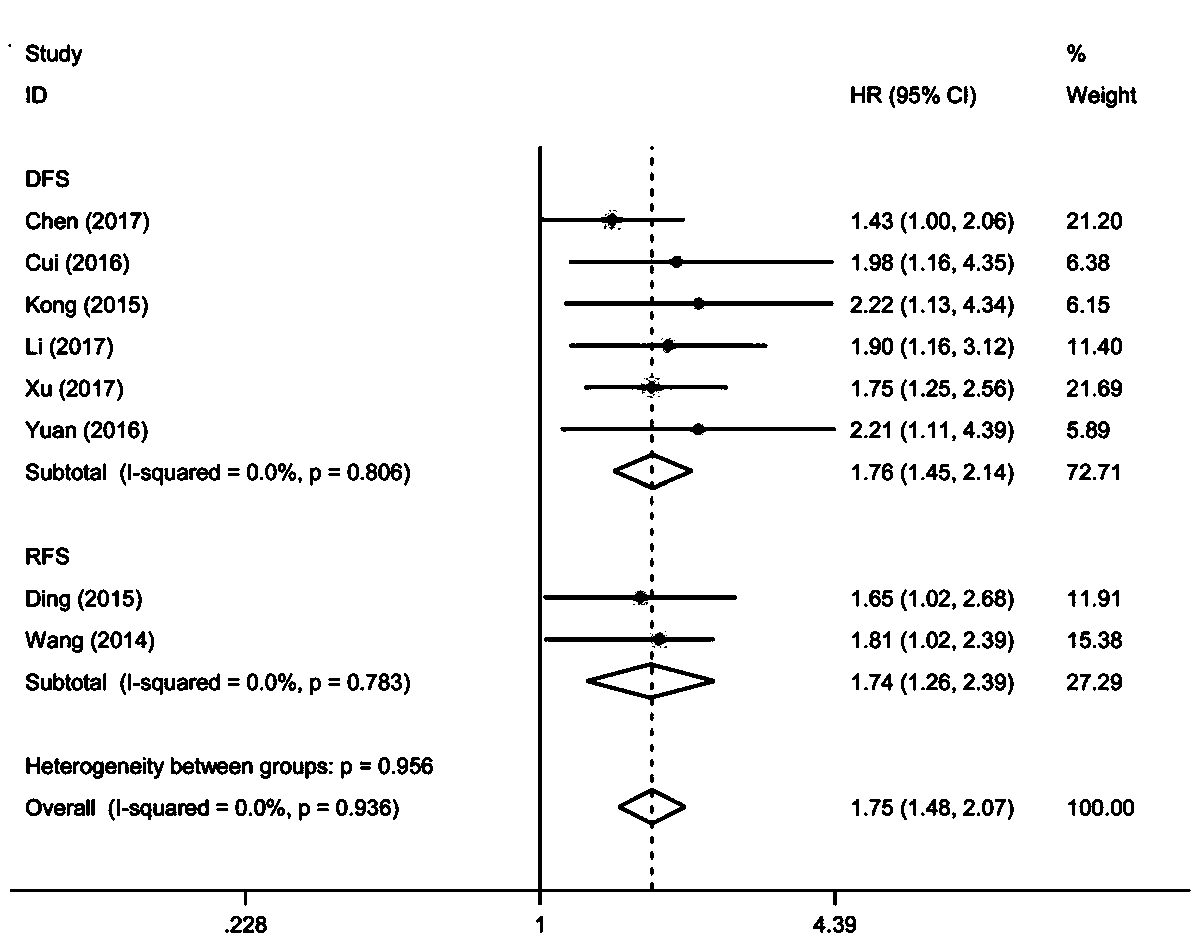 Study %
ID HR (95% CI) Weight
DFS
Chen (2017) 1.43 (1.00, 2.06) 21.20
Cui (2016) 1.98 (1.16, 4.35) 6.38
Kong (2015) 2.22 (1.13, 4.34) 6.15
Li (2017) 1.90 (1.16, 3.12) 11.40
Xu (2017) 1.75 (1.25, 2.56) 21.69
Yuan (2016) 2.21 (1.11, 4.39) 5.89
Subtotal (I-squared = 0.0%, p = 0.806) 1.76 (1.45, 2.14) 72.71
RFS
Ding (2015) 1.65 (1.02, 2.68) 11.91
Wang (2014) 1.81 (1.02, 2.39) 15.38
Subtotal (I-squared = 0.0%, p = 0.783) 1.74 (1.26, 2.39) 27.29
Heterogeneity between groups: p = 0.956
Overall (I-squared = 0.0%, p = 0.936) 1.75 (1.48, 2.07) 100.00
.228 1 4.39